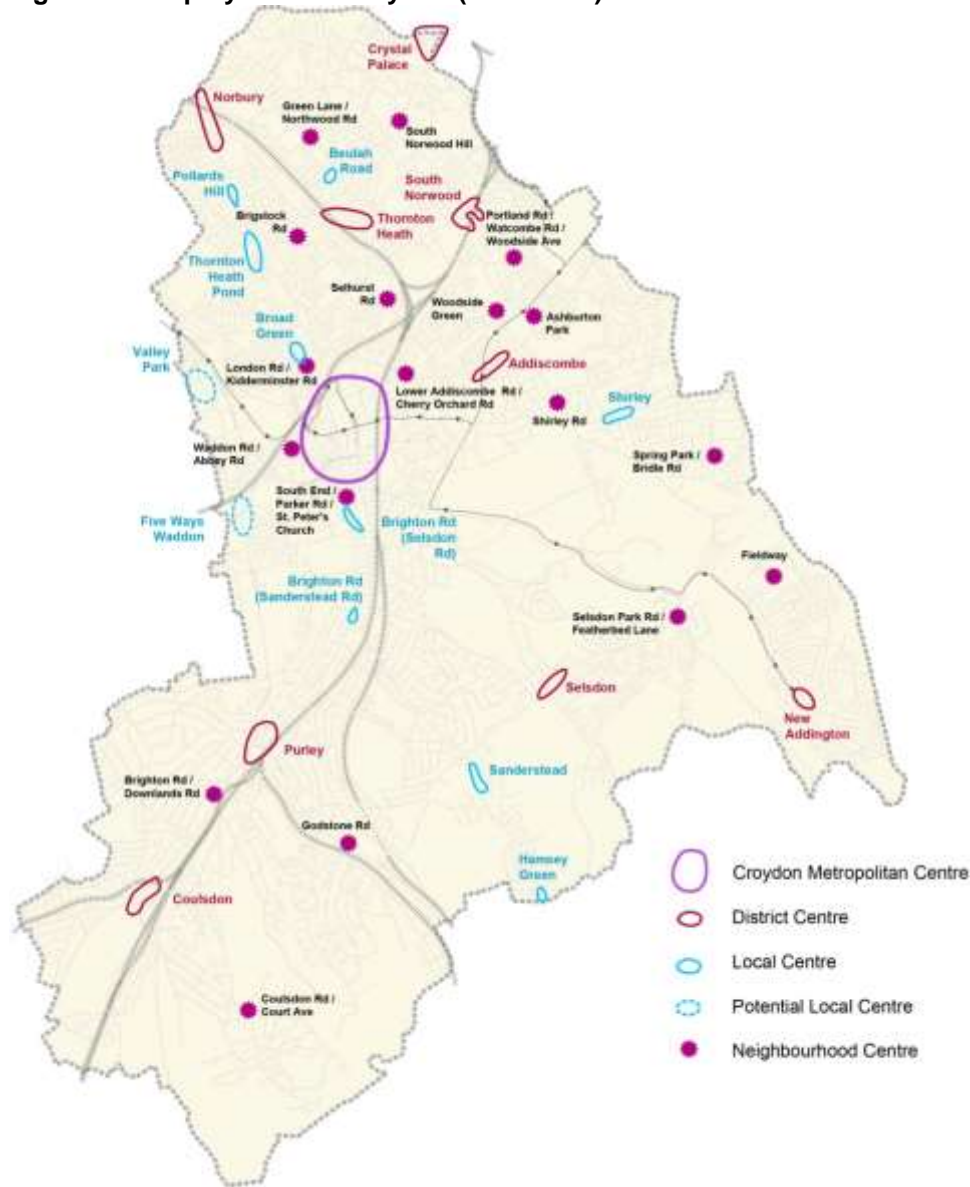 Crystal
Palace
Norbury
Green Lane /
Northwood Rd
South
Norwood Hill
Beulah
Road
Pollards
Hill
South
Norwood
Brigstock
Rd
Thornton
Heath
Portland Rd /
Watcombe Rd /
Woodside Ave
Thornton
Heath
Pond
Selhurst
Rd
Woodside
Green
Ashburton
Park
Broad
Green
Valley
Park
London Rd /
Kidderminster Rd
Addiscombe
Lower Addiscombe Rd /
Cherry Orchard Rd
Shirley
Shirley Rd
Waddon Rd /
Abbey Rd
Spring Park /
Bridle Rd
South End /
Parker Rd /
St. Peter's
Church
Five Ways
Waddon
Brighton Rd
(Selsdon
Rd)
Fieldway
Brighton Rd
(Sanderstead Rd)
Selsdon Park Rd /
Featherbed Lane
Selsdon
New
Addington
Purley
Sanderstead
Brighton Rd /
Downlands Rd
Godstone Rd
Hamsey
Green
Coulsdon
Coulsdon Rd /
Court Ave
Croydon Metropolitan Centre
District Centre
Local Centre
Potential Local Centre
Neighbourhood Centre